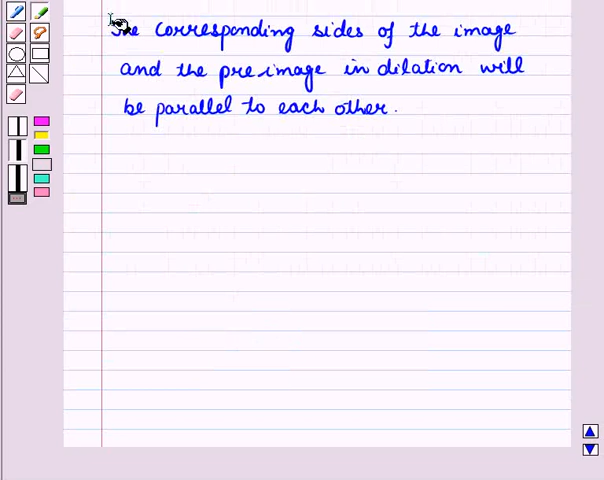 The corresponding sides of the image
and the pre-image in dilation will
be parallel to each other.